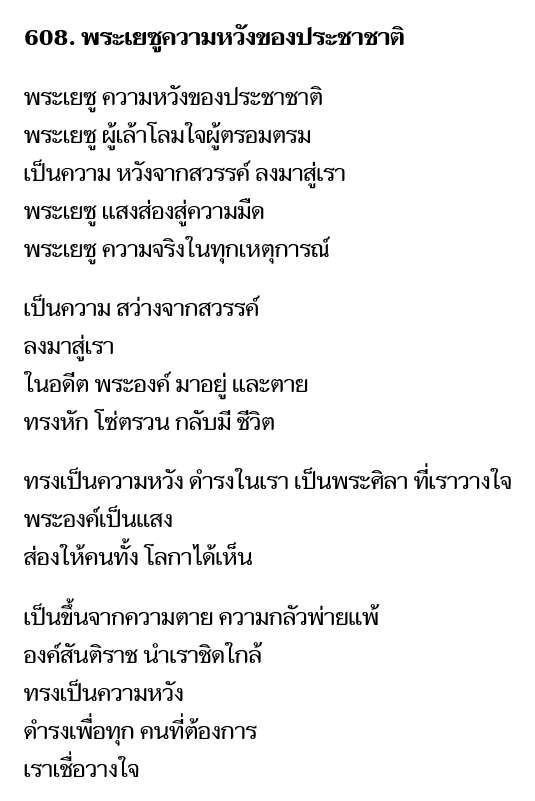 608. พระเยซูความหวังของประชาชาติ
พระเยซู ความหวังของประชาชาติ
พระเยซู ผู้เล้าโลมใจผู้ตรอมตรม
เป็นความ หวังจากสวรรค์ ลงมาสู่เรา
พระเยซู แสงส่องสู่ความมืด
พระเยซู ความจริงในทุกเหตุการณ์
เป็นความ สว่างจากสวรรค์
ลงมาสู่เรา
ในอดีต พระองค์ มาอยู่ และตาย
ทรงหัก โซ่ตรวน กลับมี ชีวิต
ทรงเป็นความหวัง ดำรงในเรา เป็นพระศิลา ที่เราวางใจ
พระองค์เป็นแสง
ส่องให้คนทั้ง โลกาได้เห็น
เป็นขึ้นจากความตาย ความกลัวพ่ายแพ้
องค์สันติราช นำเราชิดใกล้
ทรงเป็นความหวัง
ดำรงเพื่อทุก คนที่ต้องการ
เราเชื่อวางใจ